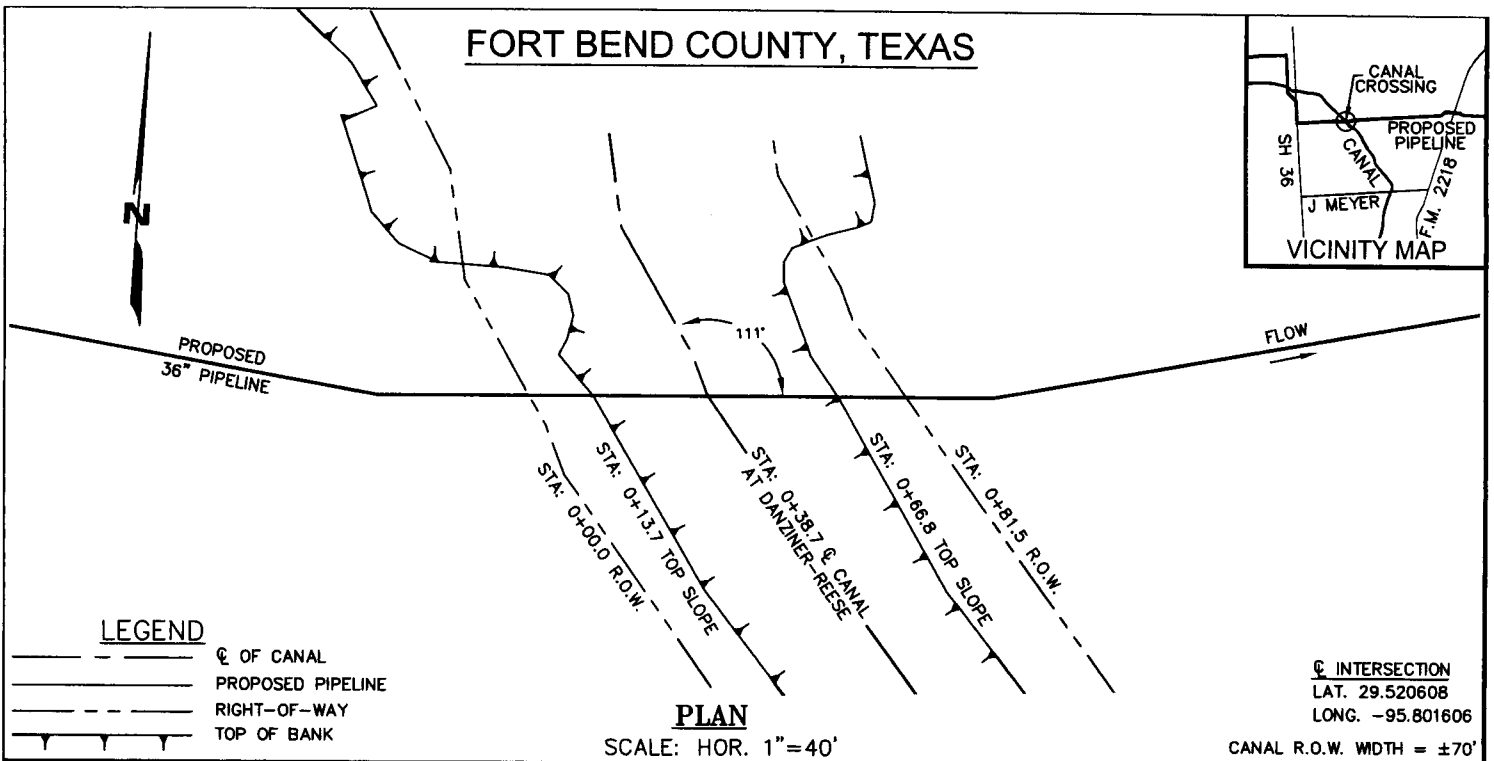 FORT BEND COUNTY, TEXAS
N
CANAL
CROSSING
PROPOSED
PIPELINE
SH 36
CANAL
J MEYER
F.M. 2218
VICINITY MAP
PROPOSED
36" PIPELINE
111°
FLOW
STA: 0+00.0 R.O.W.
STA: 0+13.7 TOP SLOPE
STA: 0+38.7 ℄ CANAL
AT DANZINER-REESE
STA: 0+66.8 TOP SLOPE
STA: 0+81.5 R.O.W.
LEGEND
℄ OF CANAL
PROPOSED PIPELINE
RIGHT-OF-WAY
TOP OF BANK
PLAN
SCALE: HOR. 1"=40'
℄ INTERSECTION
LAT. 29.520608
LONG. -95.801606
CANAL R.O.W. WIDTH = ±70'